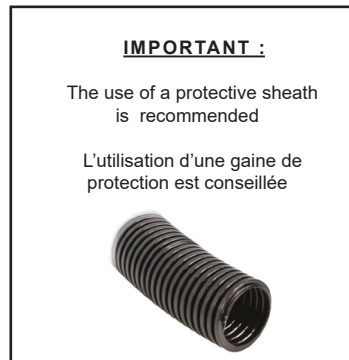 IMPORTANT :
The use of a protective sheath
is recommended
L'utilisation d'une gaine de
protection est conseillée